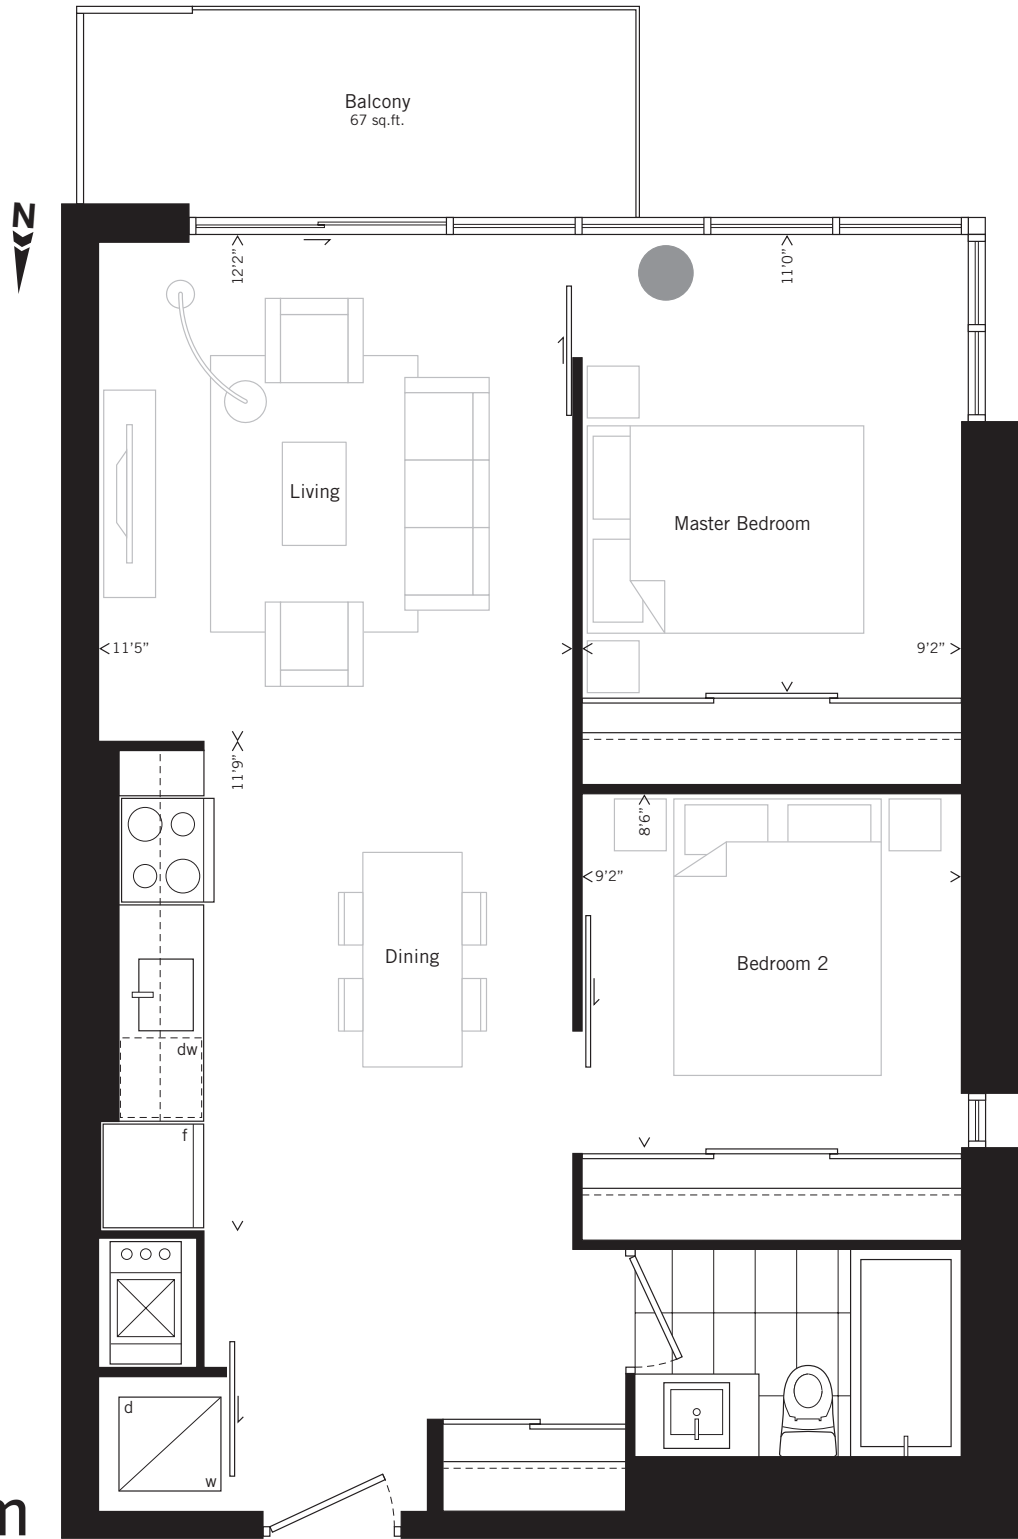 Balcony
67 sq.ft.
N
12'2"
11'0"
Living
Master Bedroom
11'5"
9'2"
11'9"
8'6"
9'2"
Dining
Bedroom 2
dw
f
d
w
m